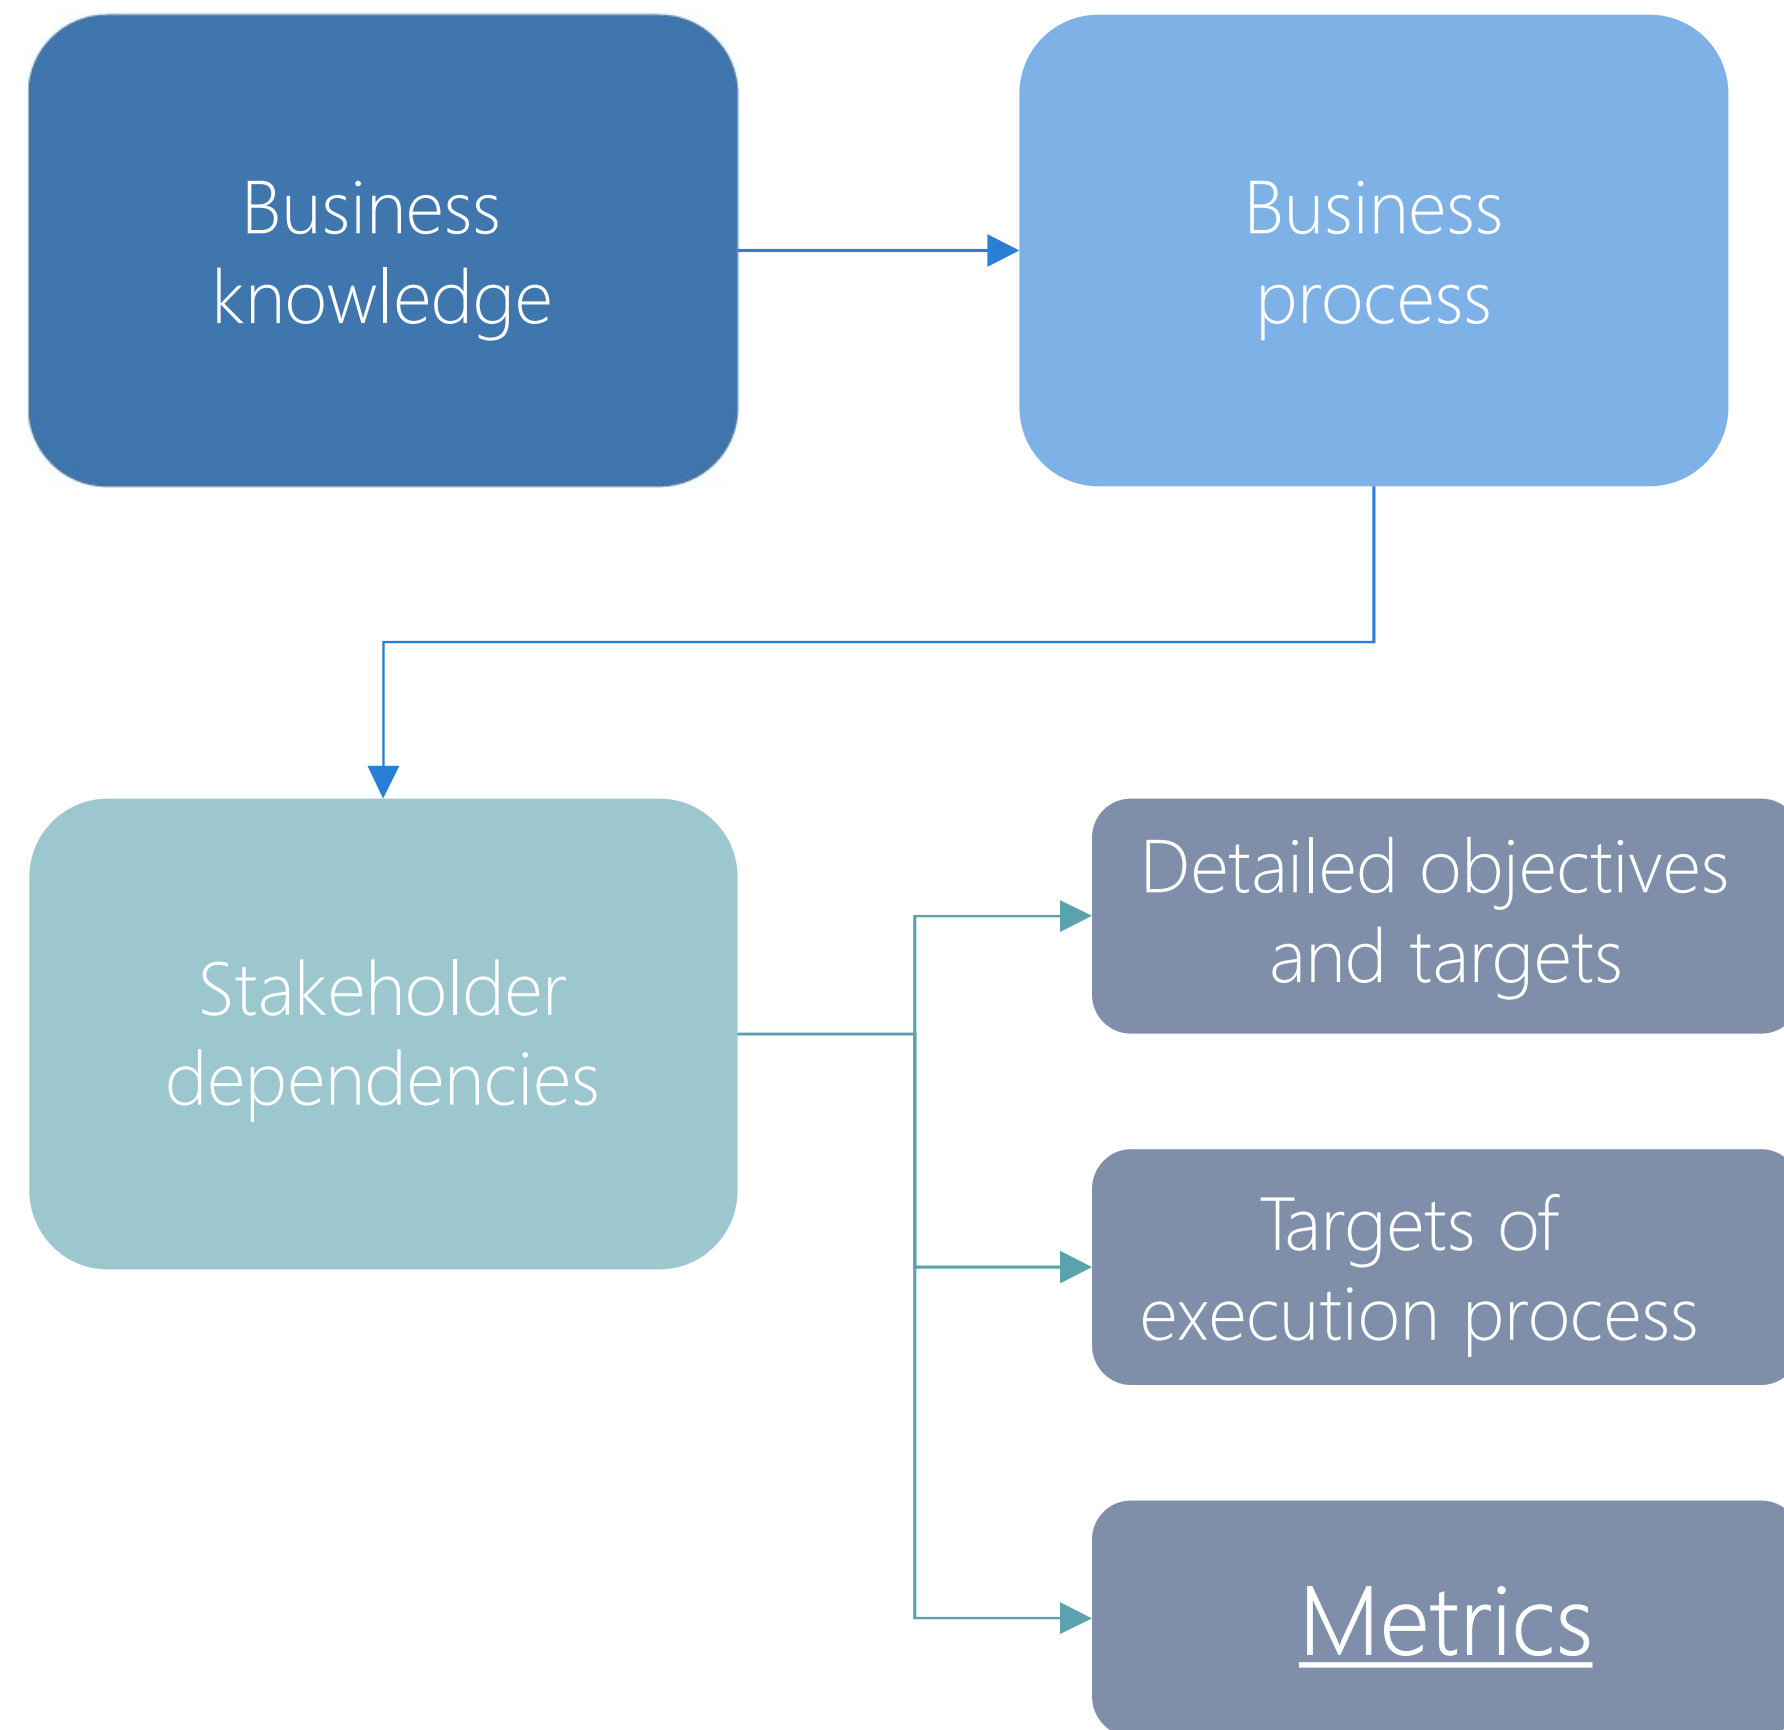 Business
knowledge
Business
process
Stakeholder
dependencies
Detailed objectives
and targets
Targets of
execution process
Metrics